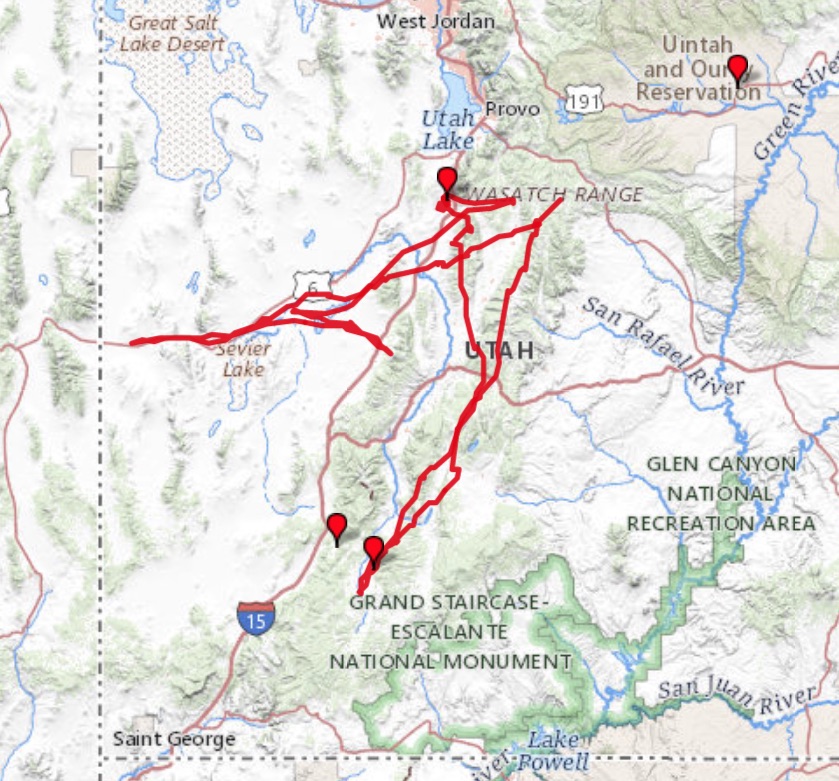 Great Salt
Lake Desert
West Jordan
Uintah
and Ouray
Reservation
191
Green River
Utah
Lake
Provo
WASATCH RANGE
6
San Rafael River
Sevier
Lake
UTAH
GLEN CANYON
NATIONAL
RECREATION AREA
GRAND STAIRCASE-
ESCALANTE
NATIONAL MONUMENT
15
San Juan River
Saint George
Lake
Powell
iver